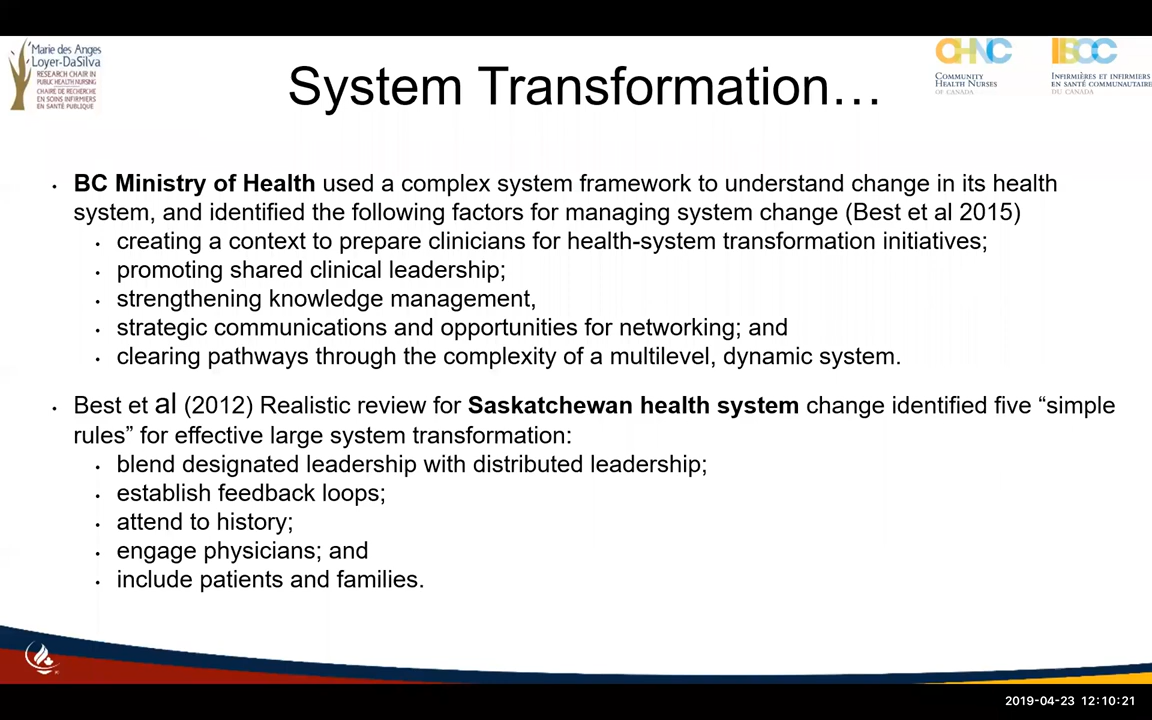 Marie des Anges
Loyer-DaSilva
RESEARCH CHAIR IN
PUBLIC HEALTH NURSING
CHAIRE DE RECHERCHE
EN SOINS INFIRMIERS
EN SANTÉ PUBLIQUE
CHNC
COMMUNITY
HEALTH NURSES
OF CANADA
IISCC
INFIRMIÈRES ET INFIRMIERS
EN SANTÉ COMMUNAUTAIRE
DU CANADA
System Transformation…
• BC Ministry of Health used a complex system framework to understand change in its health
system, and identified the following factors for managing system change (Best et al 2015)
• creating a context to prepare clinicians for health-system transformation initiatives;
• promoting shared clinical leadership;
• strengthening knowledge management,
• strategic communications and opportunities for networking; and
• clearing pathways through the complexity of a multilevel, dynamic system.
• Best et al (2012) Realistic review for Saskatchewan health system change identified five “simple
rules” for effective large system transformation:
• blend designated leadership with distributed leadership;
• establish feedback loops;
• attend to history;
• engage physicians; and
• include patients and families.
2019-04-23 12:10:21